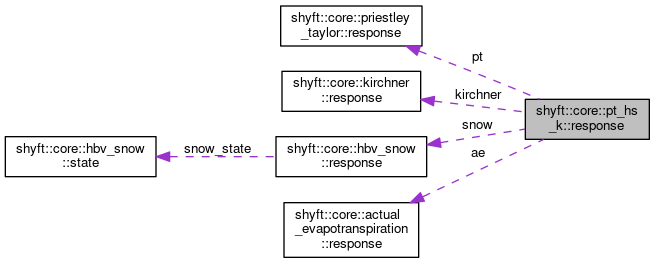 shyft::core::priestley
_taylor::response
pt
shyft::core::kirchner
::response
kirchner
shyft::core::pt_hs
_k::response
snow
shyft::core::hbv_snow
::state
snow_state
shyft::core::hbv_snow
::response
ae
shyft::core::actual
_evapotranspiration
::response